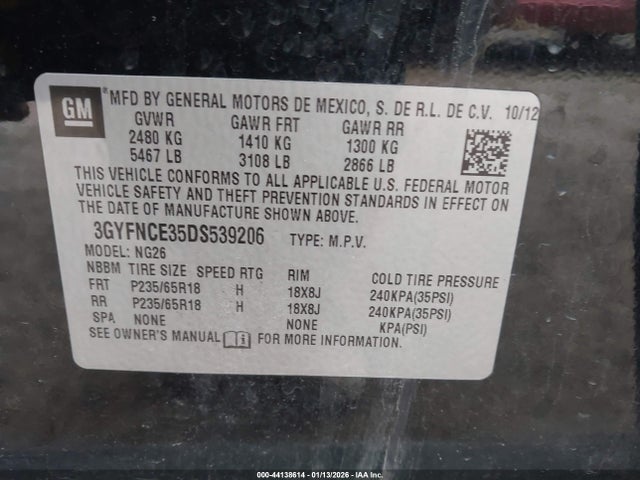 GM
®MFD BY GENERAL MOTORS DE MEXICO, S. DE R.L. DE C.V. 10/12
GVWR GAWR FRT GAWR RR
2480 KG 1410 KG 1300 KG
5467 LB 3108 LB 2866 LB
THIS VEHICLE CONFORMS TO ALL APPLICABLE U.S. FEDERAL MOTOR
VEHICLE SAFETY AND THEFT PREVENTION STANDARDS IN EFFECT ON
THE DATE OF MANUFACTURE SHOWN ABOVE.
3GYFNCE35DS539206 TYPE: M.P.V.
MODEL: NG26
NBBM TIRE SIZE SPEED RTG RIM COLD TIRE PRESSURE
FRT P235/65R18 H 18X8J 240KPA(35PSI)
RR P235/65R18 H 18X8J 240KPA(35PSI)
SPA NONE NONE KPA(PSI)
SEE OWNER'S MANUAL FOR MORE INFORMATION.
000-44138614 | 01/13/2026 - IAA Inc.